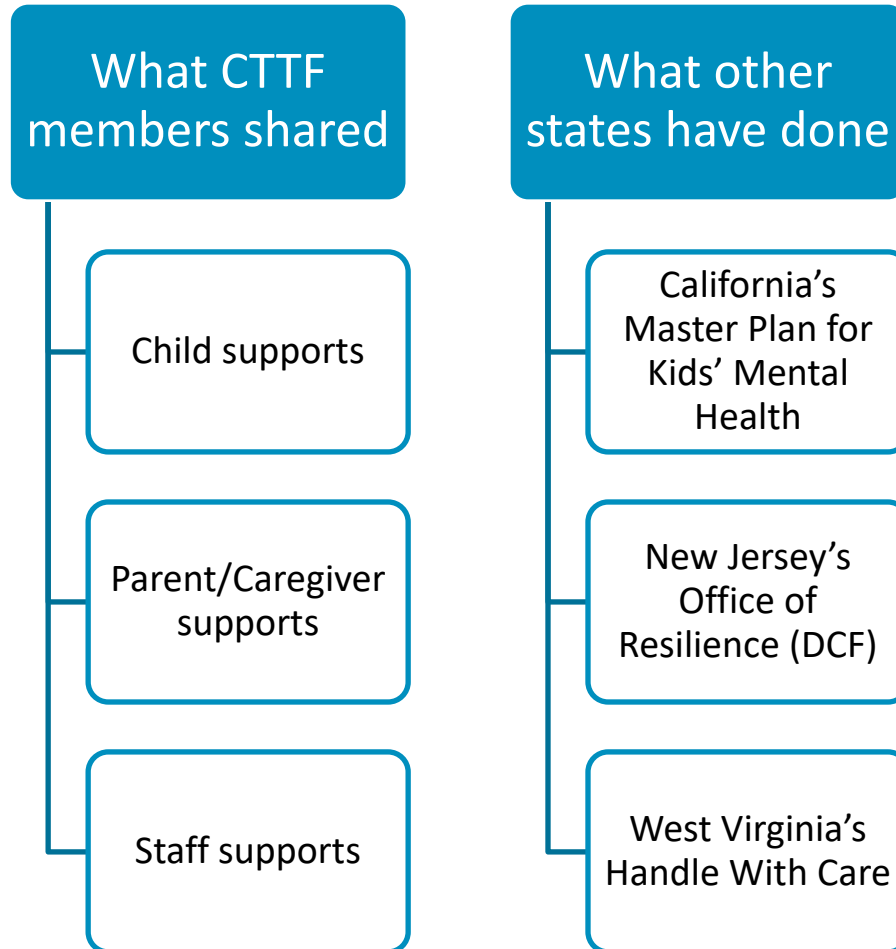 What CTTF
members shared
Child supports
Parent/Caregiver
supports
Staff supports
What other
states have done
California’s
Master Plan for
Kids’ Mental
Health
New Jersey’s
Office of
Resilience (DCF)
West Virginia’s
Handle With Care